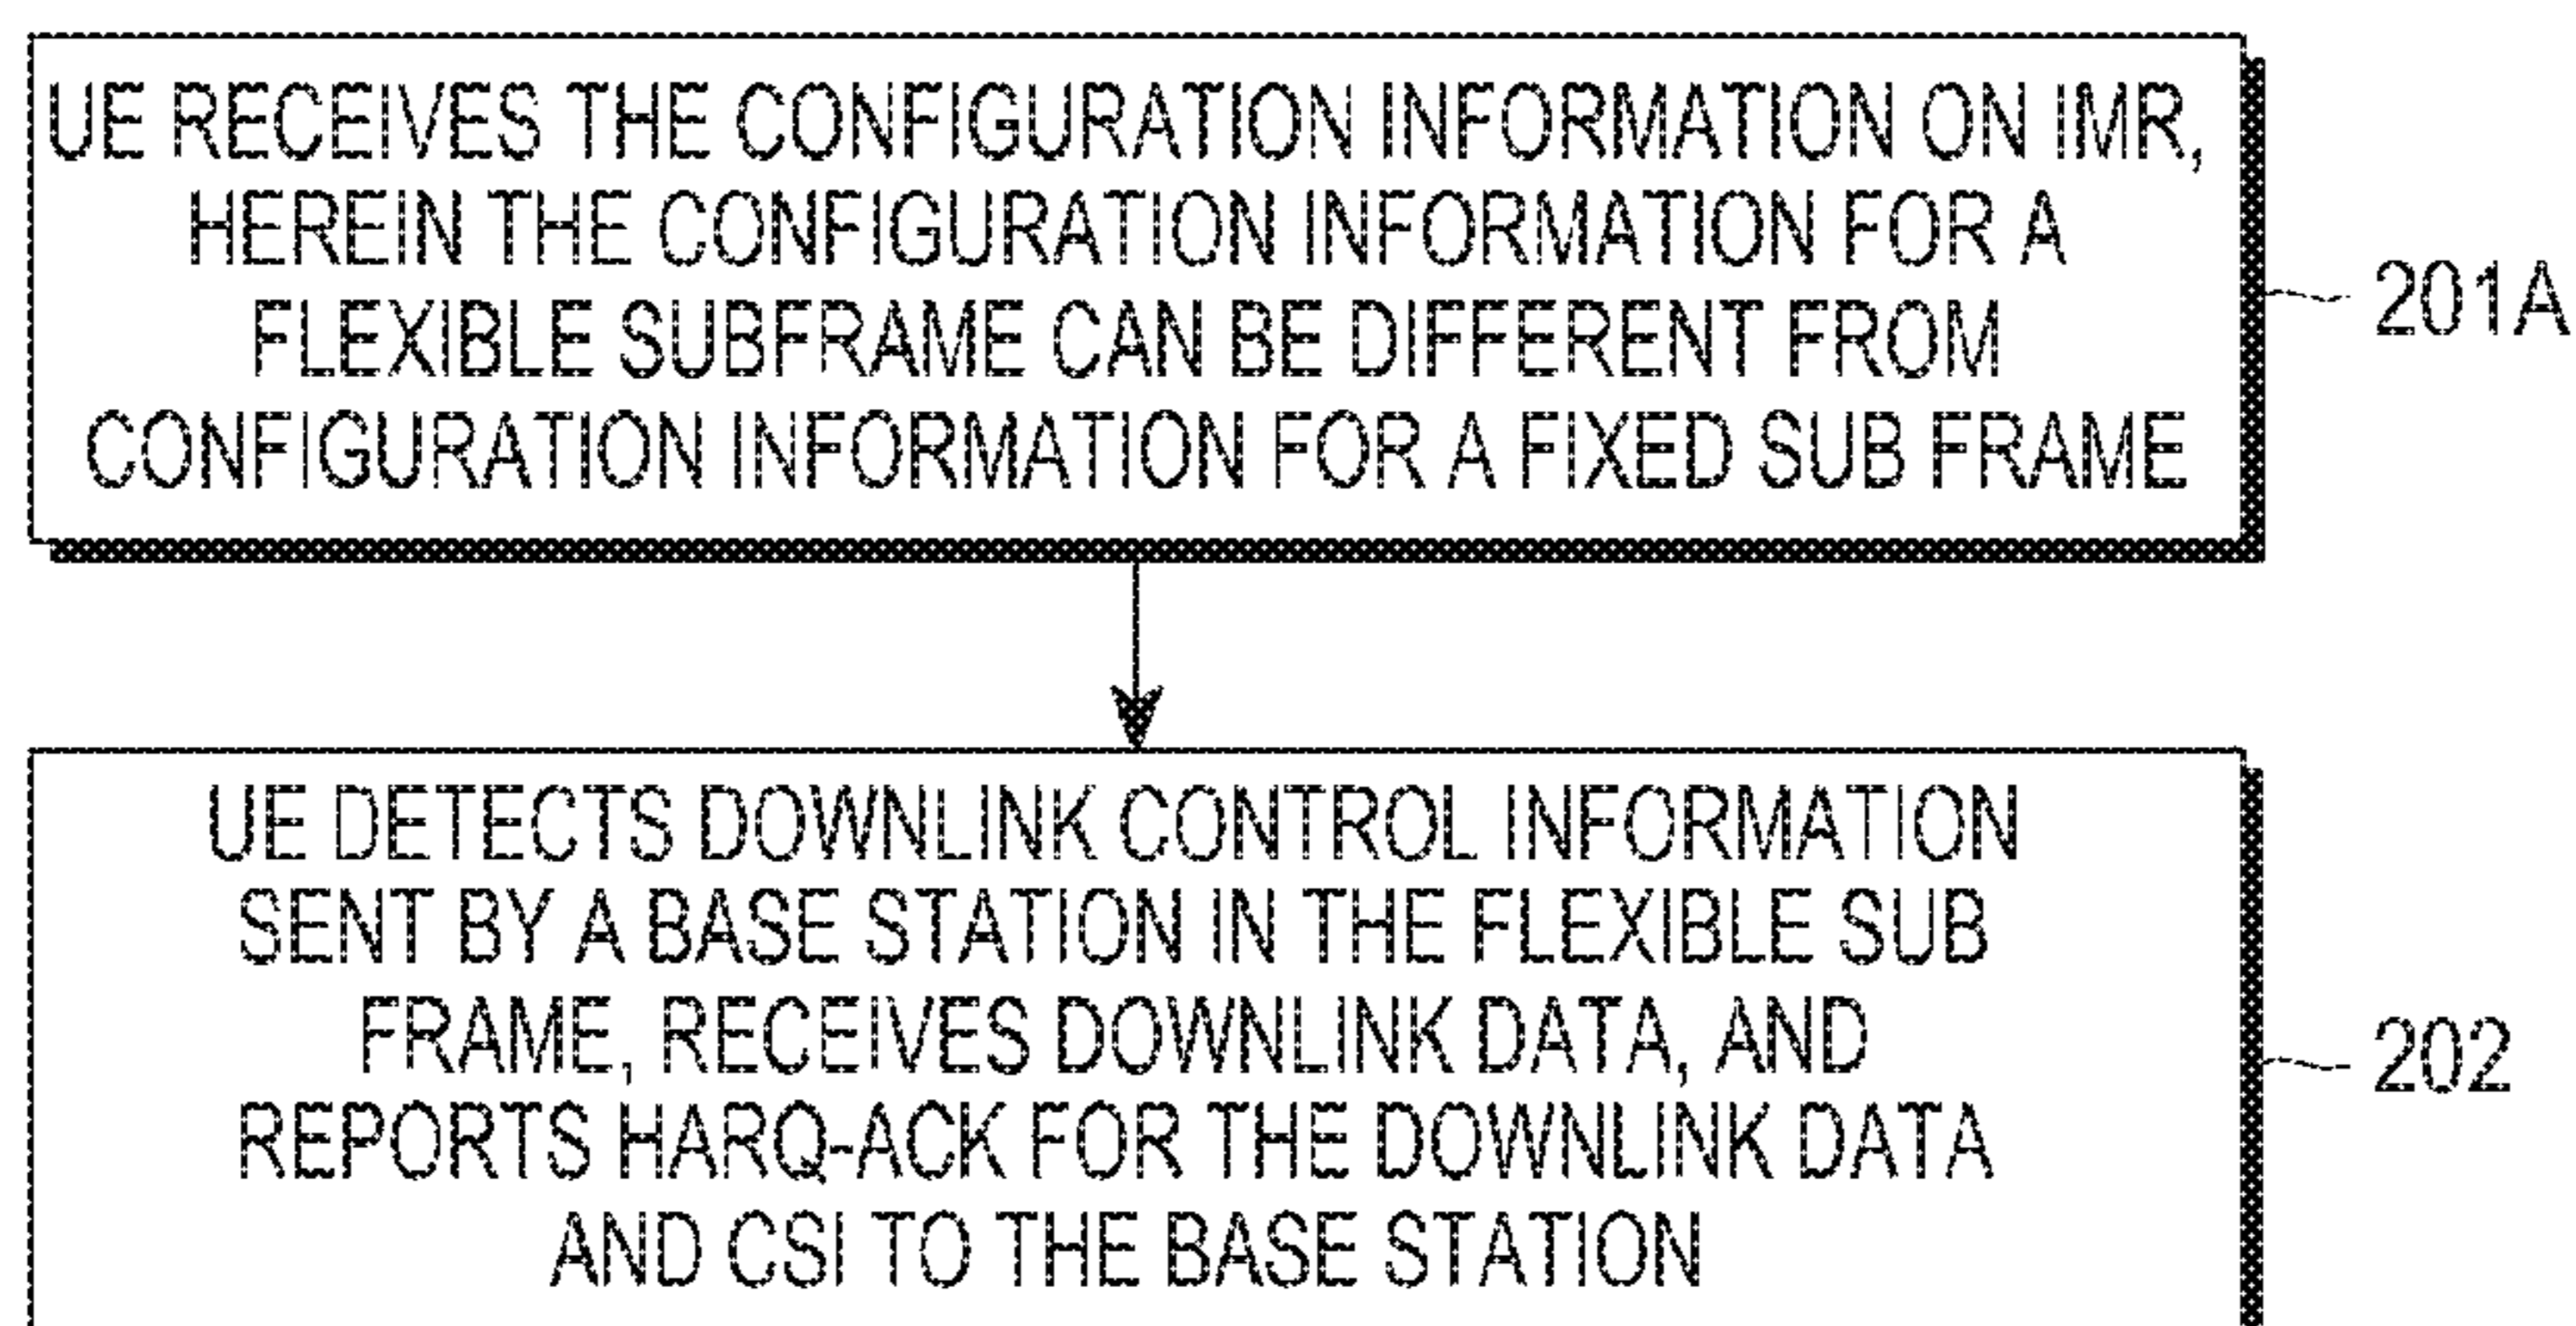 UE RECEIVES THE CONFIGURATION INFORMATION ON IMR,
HEREIN THE CONFIGURATION INFORMATION FOR A
FLEXIBLE SUBFRAME CAN BE DIFFERENT FROM
CONFIGURATION INFORMATION FOR A FIXED SUB FRAME
201A
UE DETECTS DOWNLINK CONTROL INFORMATION
SENT BY A BASE STATION IN THE FLEXIBLE SUB
FRAME, RECEIVES DOWNLINK DATA, AND
REPORTS HARQ-ACK FOR THE DOWNLINK DATA
AND CSI TO THE BASE STATION
202